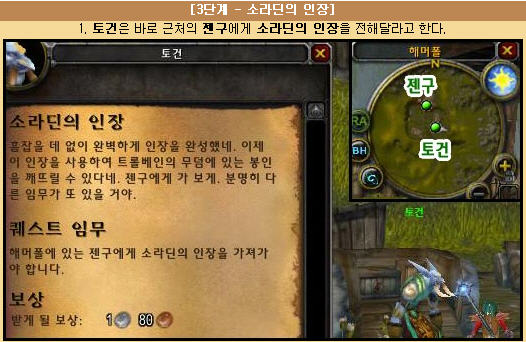 [3단계 - 소라딘의 인장]
1. 토건은 바로 근처의 젠구에게 소라딘의 인장을 전해달라고 한다.
토건
소라딘의 인장
흠잡을 데 없이 완벽하게 인장을 완성했네. 이제
이 인장을 사용하여 트롤베인의 무덤에 있는 봉인
을 깨뜨릴 수 있다네. 젠구에게 가 보게. 분명히 다
른 임무가 또 있을 거야.
퀘스트 임무
해머폴에 있는 젠구에게 소라딘의 인장을 가져가
야 합니다.
보상
받게 될 보상: 1 80
해머폴
N
젠구
토건
RA
BH
토건